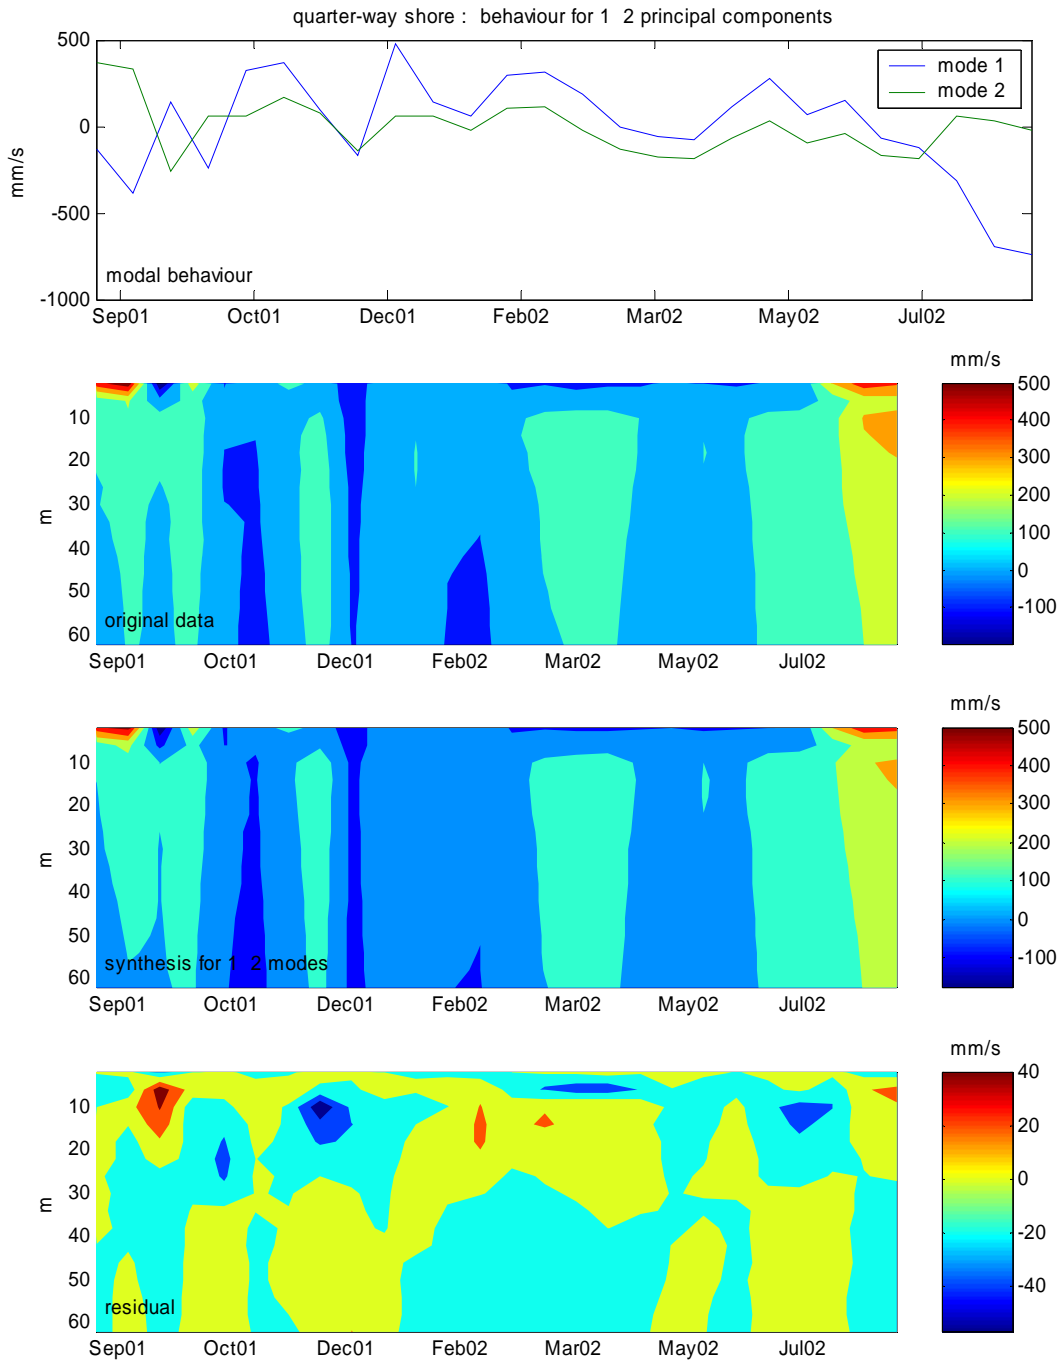 quarter-way shore : behaviour for 1 2 principal components
500
0
-500
-1000
mm/s
mode 1
mode 2
modal behaviour
Sep01 Oct01 Dec01 Feb02 Mar02 May02 Jul02
mm/s
10
20
30
40
50
60
m
original data
Sep01 Oct01 Dec01 Feb02 Mar02 May02 Jul02
500
400
300
200
100
0
-100
mm/s
10
20
30
40
50
60
m
synthesis for 1 2 modes
Sep01 Oct01 Dec01 Feb02 Mar02 May02 Jul02
500
400
300
200
100
0
-100
mm/s
10
20
30
40
50
60
m
residual
Sep01 Oct01 Dec01 Feb02 Mar02 May02 Jul02
40
20
0
-20
-40